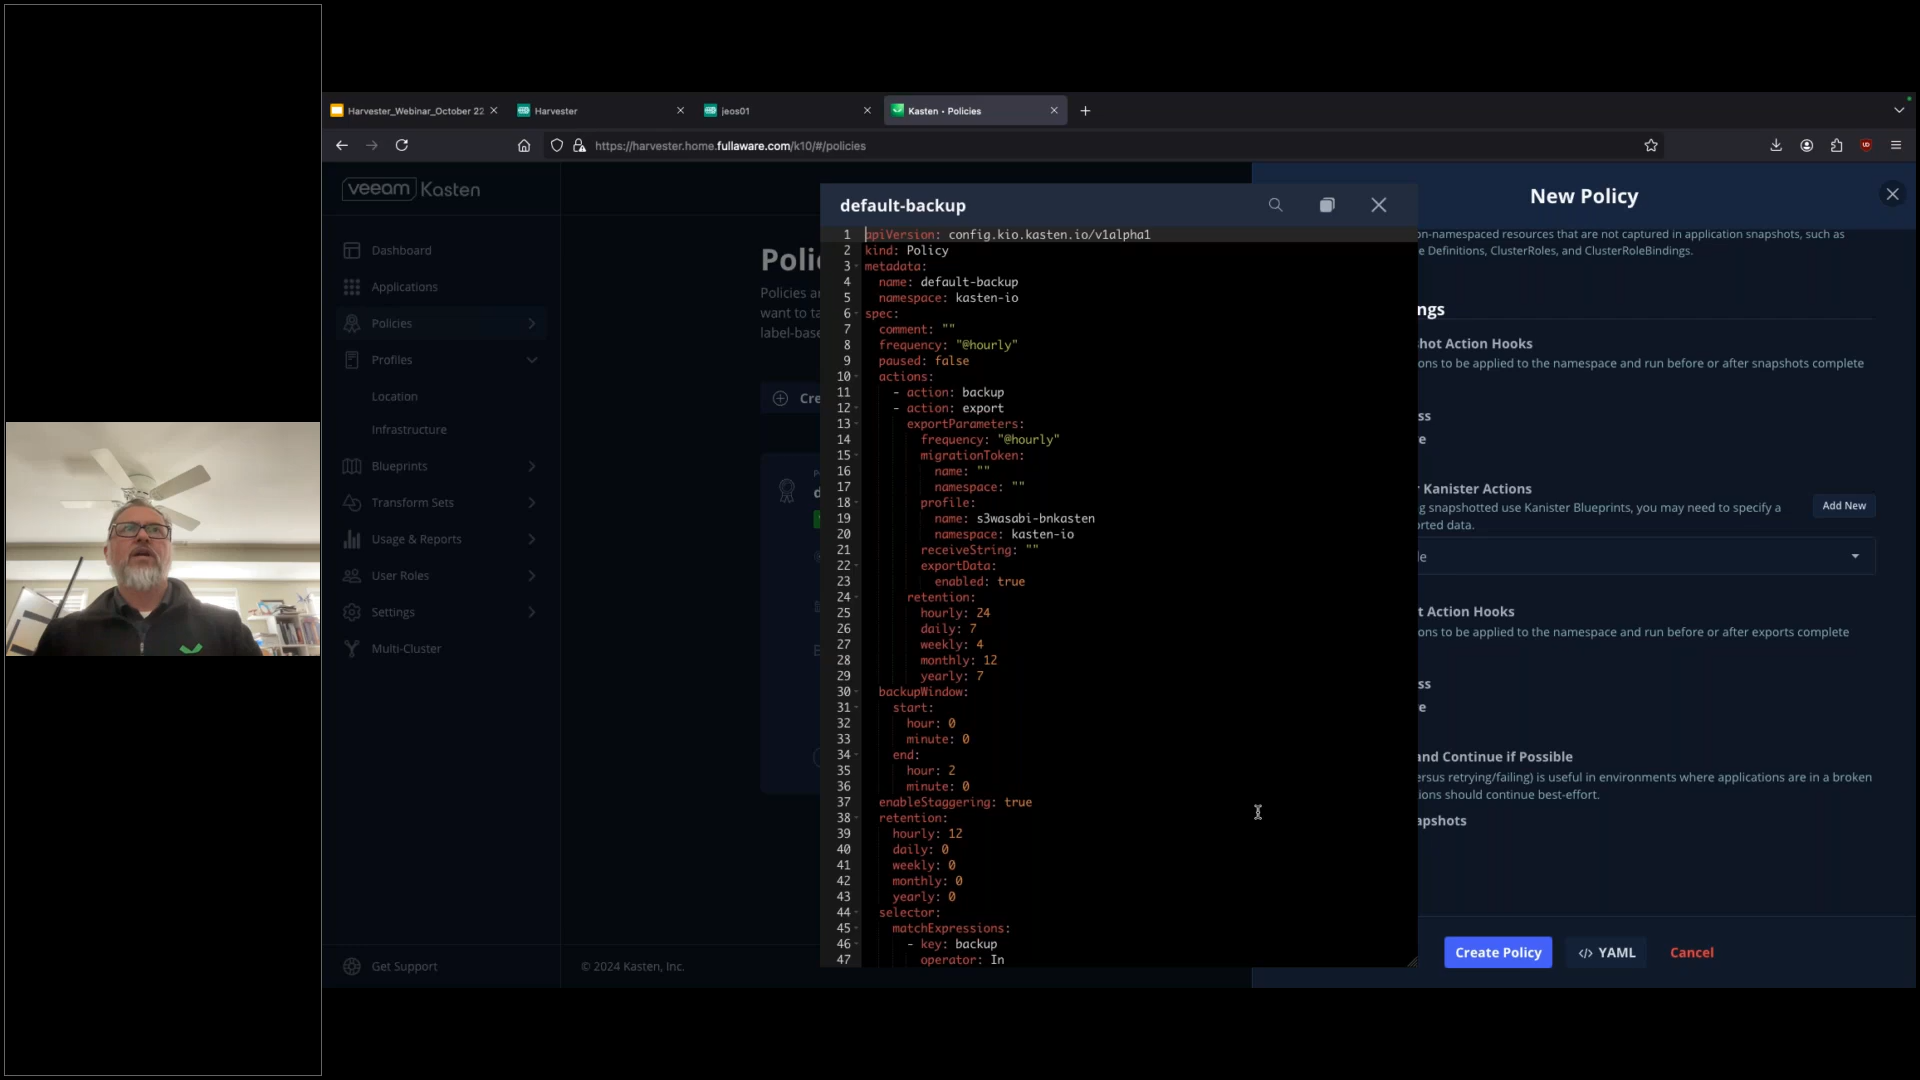 Harvester_Webinar_October 22
Harvester
jeos01
Kasten • Policies
https://harvester.home.fullaware.com/k10/#/policies
veeam Kasten
Dashboard
Applications
Policies
Profiles
Location
Infrastructure
Blueprints
Transform Sets
Usage & Reports
User Roles
Settings
Multi-Cluster
Get Support
© 2024 Kasten, Inc.
Poli
Policies a
want to ta
label-base
Cre
default-backup
1 apiVersion: config.kio.kasten.io/v1alpha1
2 kind: Policy
3 metadata:
4 name: default-backup
5 namespace: kasten-io
6 spec:
7 comment: ""
8 frequency: "@hourly"
9 paused: false
10 actions:
11 - action: backup
12 - action: export
13 exportParameters:
14 frequency: "@hourly"
15 migrationToken:
16 name: ""
17 namespace: ""
18 profile:
19 name: s3wasabi-bnkasten
20 namespace: kasten-io
21 receiveString: ""
22 exportData:
23 enabled: true
24 retention:
25 hourly: 24
26 daily: 7
27 weekly: 4
28 monthly: 12
29 yearly: 7
30 backupWindow:
31 start:
32 hour: 0
33 minute: 0
34 end:
35 hour: 2
36 minute: 0
37 enableStaggering: true
38 retention:
39 hourly: 12
40 daily: 0
41 weekly: 0
42 monthly: 0
43 yearly: 0
44 selector:
45 matchExpressions:
46 - key: backup
47 operator: In
New Policy
on-namespaced resources that are not captured in application snapshots, such as
e Definitions, ClusterRoles, and ClusterRoleBindings.
ngs
hot Action Hooks
ons to be applied to the namespace and run before or after snapshots complete
ss
e
r Kanister Actions
g snapshotted use Kanister Blueprints, you may need to specify a
orted data.
Add New
le
t Action Hooks
ons to be applied to the namespace and run before or after exports complete
ss
e
and Continue if Possible
ersus retrying/failing) is useful in environments where applications are in a broken
ions should continue best-effort.
apshots
Create Policy
</> YAML
Cancel